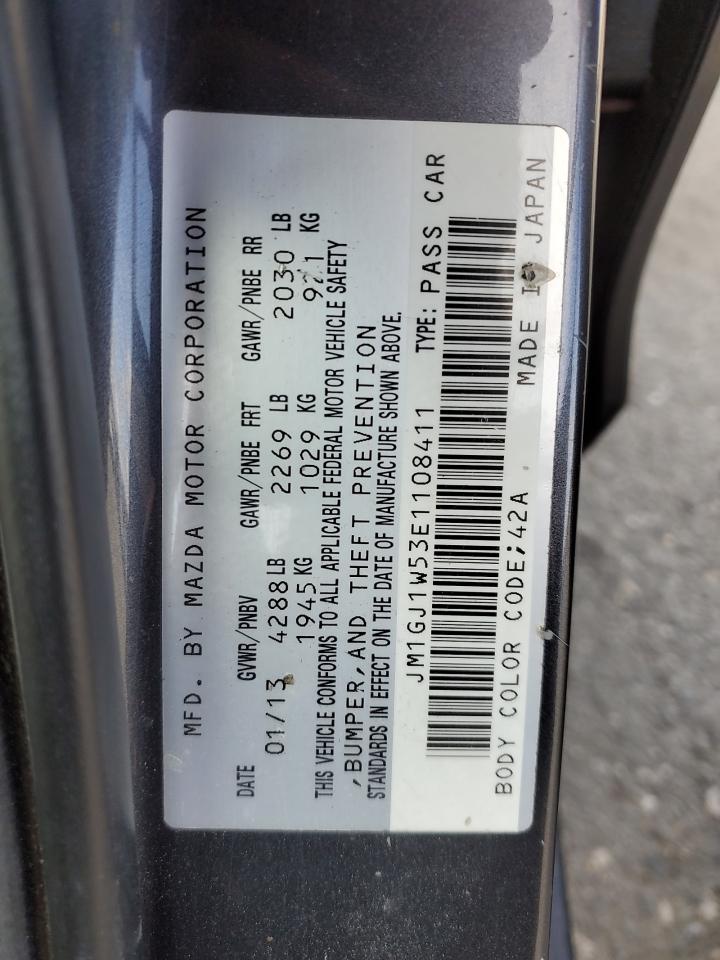 MFD. BY MAZDA MOTOR CORPORATION
DATE GVWR/PNBV GAWR/PNBE FRT GAWR/PNBE RR
01/13 4288 LB 2269 LB 2030 LB
1945 KG 1029 KG KG
THIS VEHICLE CONFORMS TO ALL APPLICABLE FEDERAL MOTOR VEHICLE SAFETY
,BUMPER,AND THEFT PREVENTION
STANDARDS IN EFFECT ON THE DATE OF MANUFACTURE SHOWN ABOVE.
JM1GJ1W53E1108411 TYPE: PASS CAR
BODY COLOR CODE;42A MADE IN JAPAN